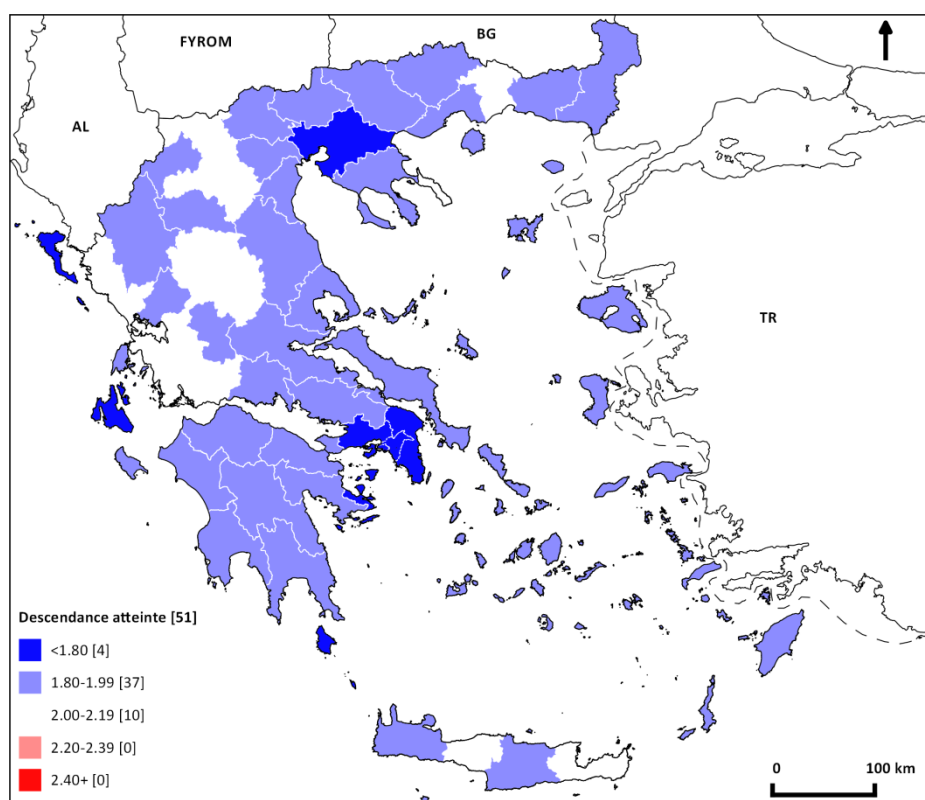 FYROM
BG
AL
TR
Descendance atteinte [51]
<1.80 [4]
1.80-1.99 [37]
2.00-2.19 [10]
2.20-2.39 [0]
2.40+ [0]
0 100 km